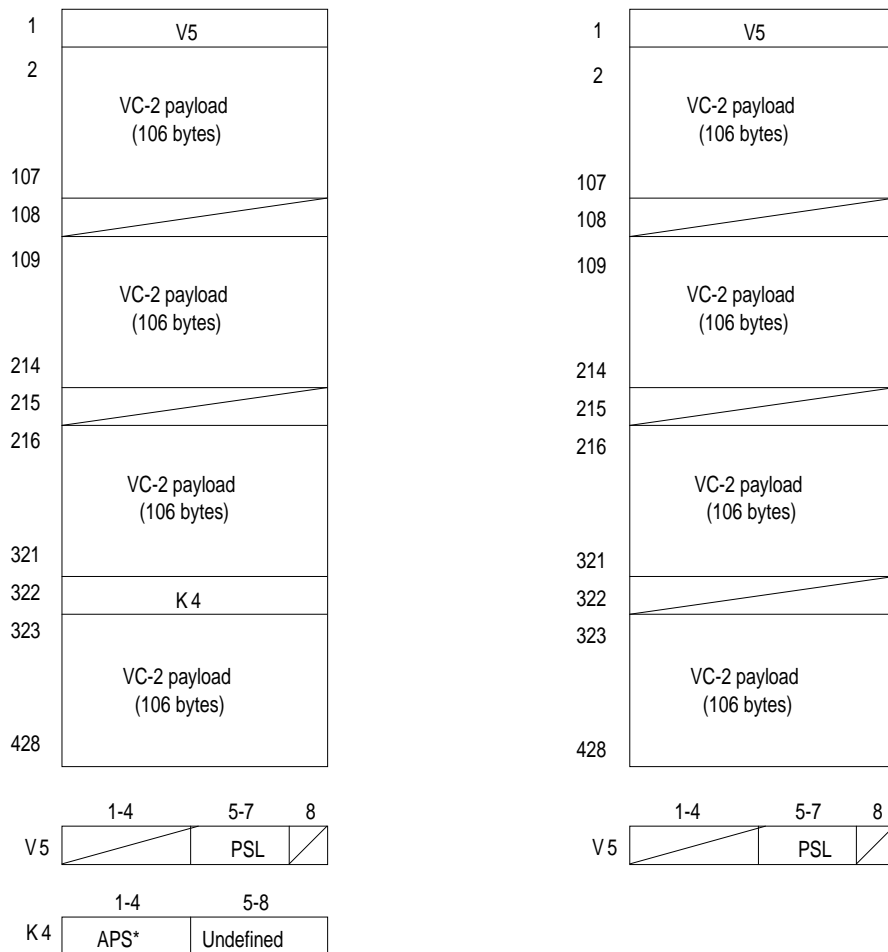 1
V5
2
VC-2 payload
(106 bytes)
107
108
109
VC-2 payload
(106 bytes)
214
215
216
VC-2 payload
(106 bytes)
321
322
K4
323
VC-2 payload
(106 bytes)
428
1-4 5-7 8
V5 PSL
1-4 5-8
K4 APS* Undefined
1
V5
2
VC-2 payload
(106 bytes)
107
108
109
VC-2 payload
(106 bytes)
214
215
216
VC-2 payload
(106 bytes)
321
322
323
VC-2 payload
(106 bytes)
428
1-4 5-7 8
V5 PSL